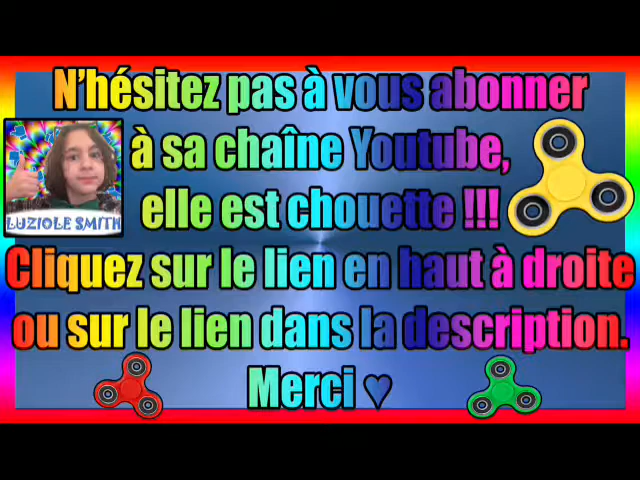 N'hésitez pas à vous abonner
à sa chaîne Youtube,
LUZIOLE SMITH
elle est chouette !!!
Cliquez sur le lien en haut à droite
ou sur le lien dans la description.
Merci ♥